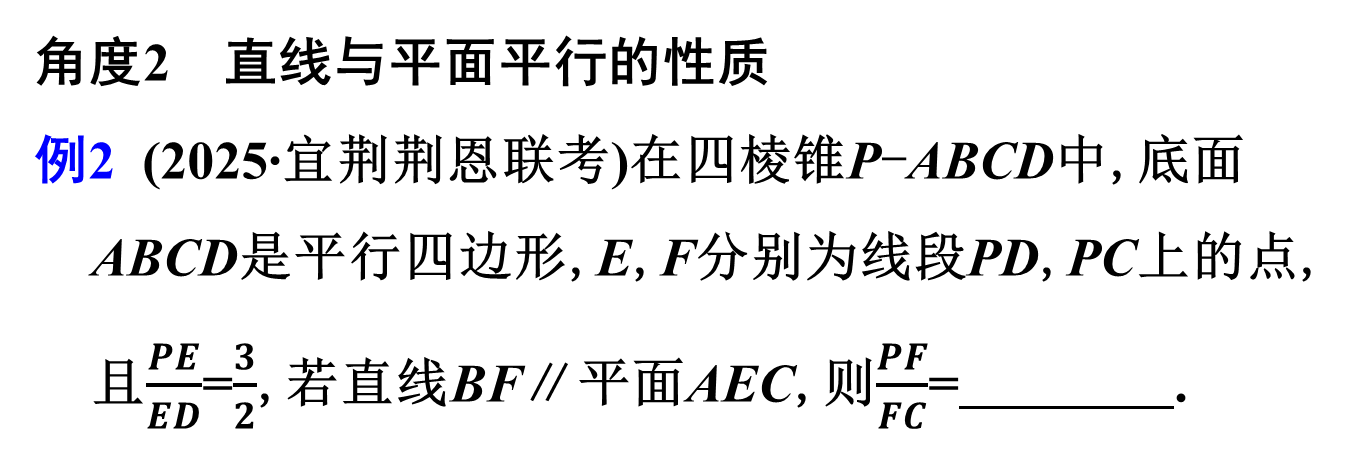 角度2 直线与平面平行的性质
例2 (2025·宜荆荆恩联考)在四棱锥P-ABCD中,底面
ABCD是平行四边形,E,F分别为线段PD,PC上的点,
且PE/ED=3/2,若直线BF∥平面AEC,则PF/FC=________.